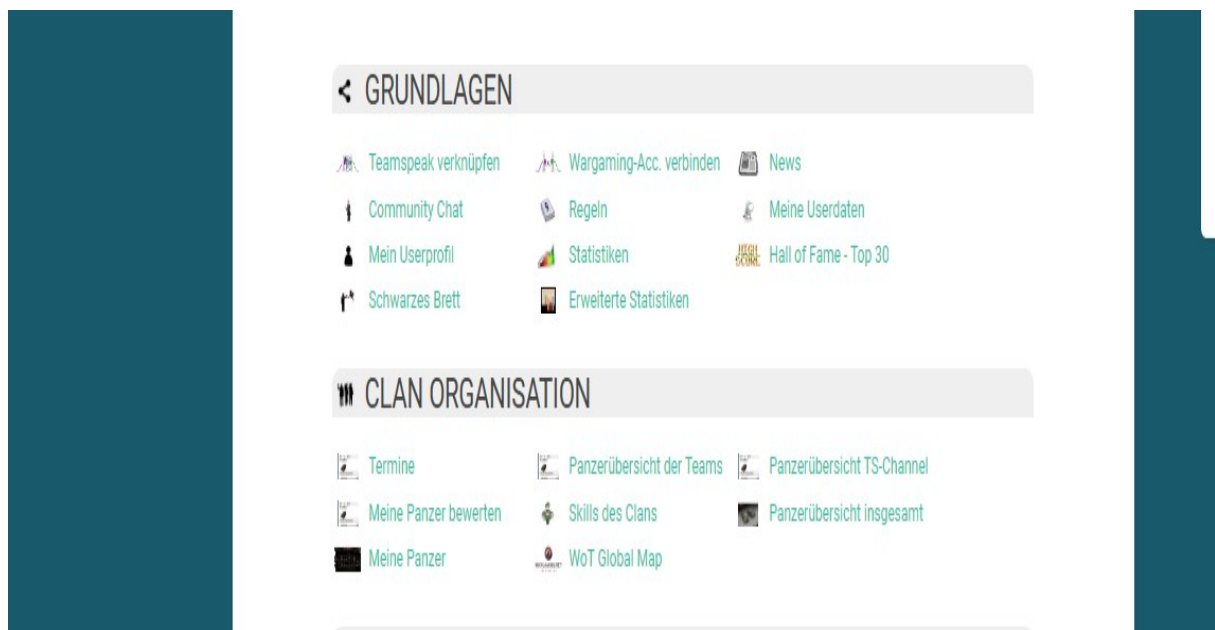 GRUNDLAGEN
Teamspeak verknüpfen
Wargaming-Acc. verbinden
News
Community Chat
Regeln
Meine Userdaten
Mein Userprofil
Statistiken
HIGH SCORE
Hall of Fame - Top 30
Schwarzes Brett
Erweiterte Statistiken
CLAN ORGANISATION
Termine
Panzerübersicht der Teams
Panzerübersicht TS-Channel
Meine Panzer bewerten
Skills des Clans
Panzerübersicht insgesamt
Meine Panzer
WoT Global Map